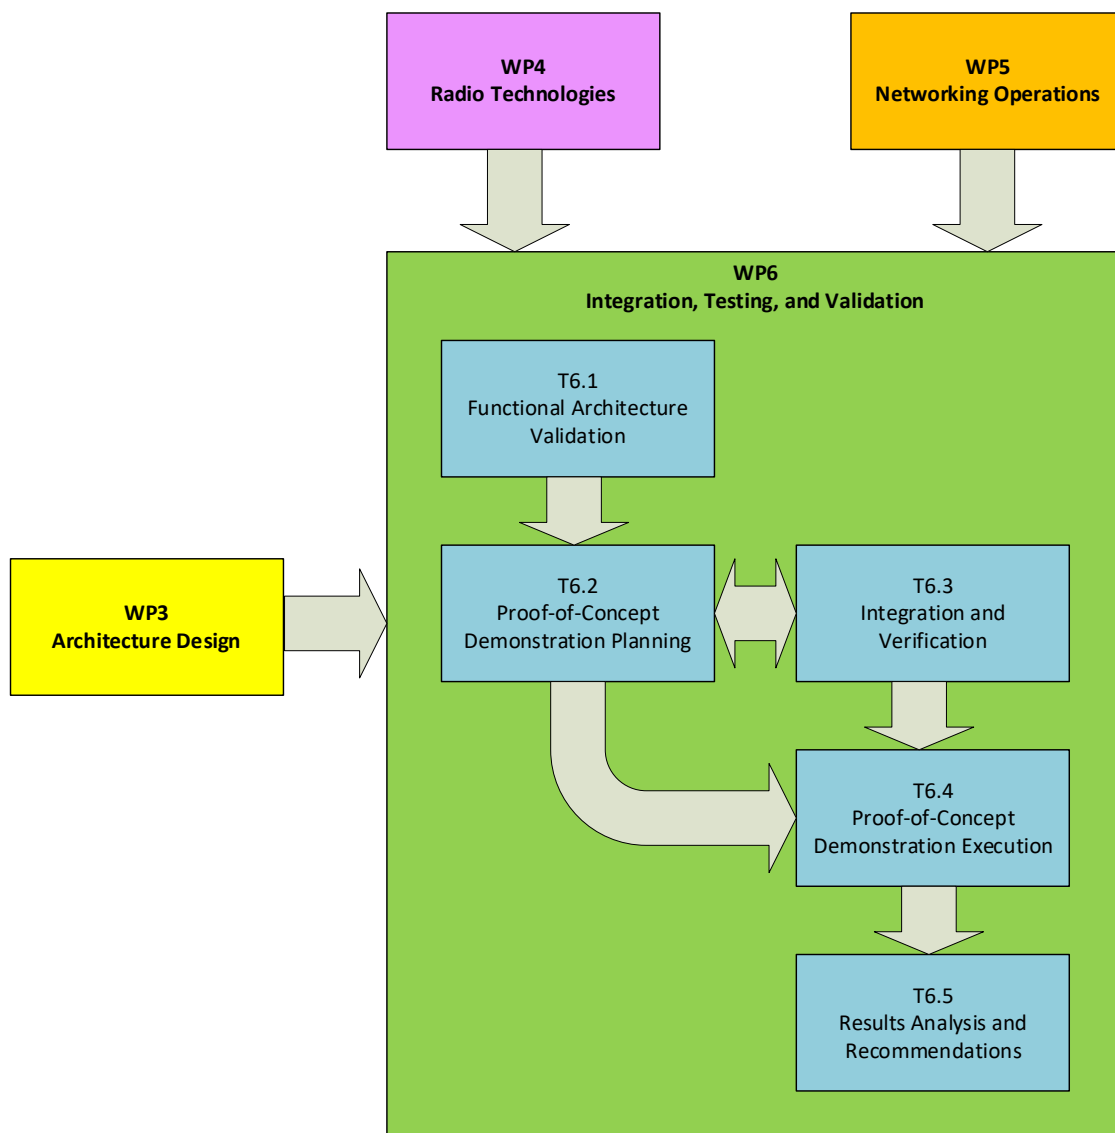 WP4
Radio Technologies
WP5
Networking Operations
WP6
Integration, Testing, and Validation
T6.1
Functional Architecture
Validation
WP3
Architecture Design
T6.2
Proof-of-Concept
Demonstration Planning
T6.3
Integration and
Verification
T6.4
Proof-of-Concept
Demonstration Execution
T6.5
Results Analysis and
Recommendations